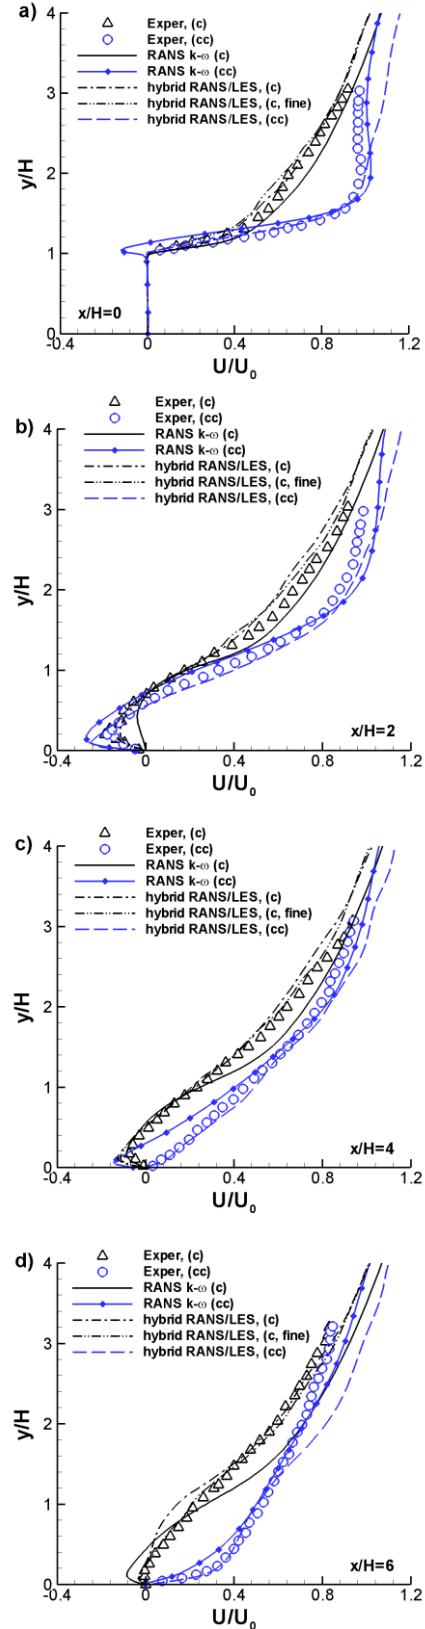 a)
Exper, (c)
Exper, (cc)
RANS k-ω (c)
RANS k-ω (cc)
hybrid RANS/LES, (c)
hybrid RANS/LES, (c, fine)
hybrid RANS/LES, (cc)
4
3
2
1
0
y/H
x/H=0
-0.4 0 0.4 0.8 1.2
U/U0
b)
Exper, (c)
Exper, (cc)
RANS k-ω (c)
RANS k-ω (cc)
hybrid RANS/LES, (c)
hybrid RANS/LES, (c, fine)
hybrid RANS/LES, (cc)
4
3
2
1
0
y/H
x/H=2
-0.4 0 0.4 0.8 1.2
U/U0
c)
Exper, (c)
Exper, (cc)
RANS k-ω (c)
RANS k-ω (cc)
hybrid RANS/LES, (c)
hybrid RANS/LES, (c, fine)
hybrid RANS/LES, (cc)
4
3
2
1
0
y/H
x/H=4
-0.4 0 0.4 0.8 1.2
U/U0
d)
Exper, (c)
Exper, (cc)
RANS k-ω (c)
RANS k-ω (cc)
hybrid RANS/LES, (c)
hybrid RANS/LES, (c, fine)
hybrid RANS/LES, (cc)
4
3
2
1
0
y/H
x/H=6
-0.4 0 0.4 0.8 1.2
U/U0